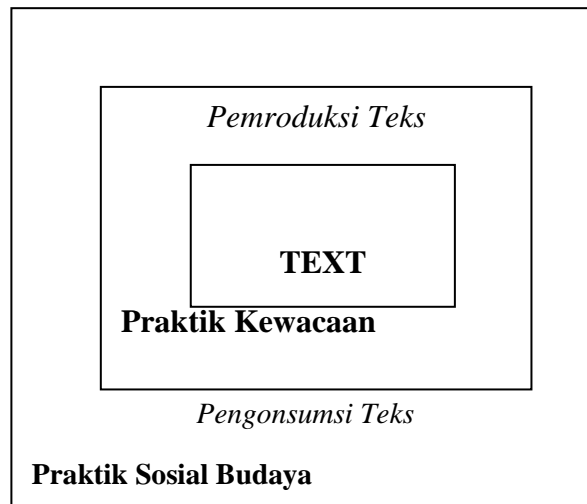 Pemroduksi Teks
TEXT
Praktik Kewacaan
Pengonsumsi Teks
Praktik Sosial Budaya